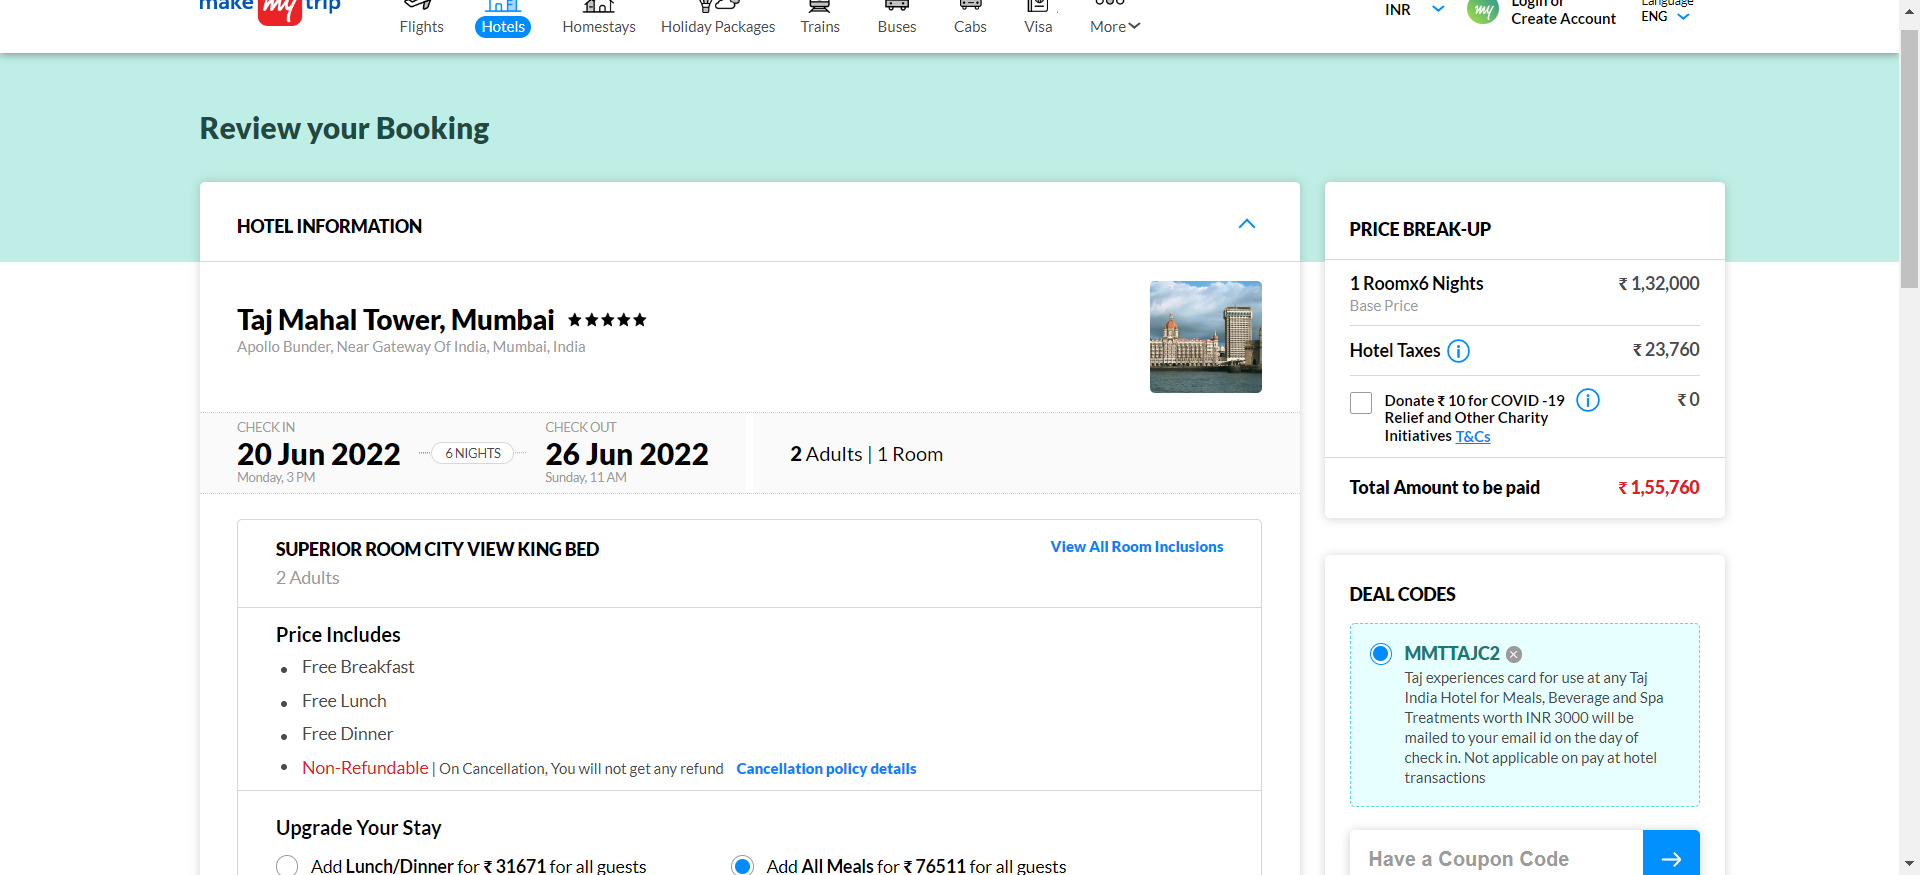 make my trip
Flights
Hotels
Homestays
Holiday Packages
Trains
Buses
Cabs
Visa
More
INR
my
Login or
Create Account
Language
ENG
Review your Booking
HOTEL INFORMATION
Taj Mahal Tower, Mumbai ★★★★★
Apollo Bunder, Near Gateway Of India, Mumbai, India
CHECK IN
20 Jun 2022
Monday, 3 PM
6 NIGHTS
CHECK OUT
26 Jun 2022
Sunday, 11 AM
2 Adults | 1 Room
SUPERIOR ROOM CITY VIEW KING BED
View All Room Inclusions
2 Adults
Price Includes
• Free Breakfast
• Free Lunch
• Free Dinner
• Non-Refundable | On Cancellation, You will not get any refund Cancellation policy details
Upgrade Your Stay
Add Lunch/Dinner for ₹ 31671 for all guests
Add All Meals for ₹ 76511 for all guests
PRICE BREAK-UP
1 Roomx6 Nights ₹ 1,32,000
Base Price
Hotel Taxes ₹ 23,760
Donate ₹ 10 for COVID -19 ₹ 0
Relief and Other Charity
Initiatives T&Cs
Total Amount to be paid ₹ 1,55,760
DEAL CODES
MMTTAJC2
Taj experiences card for use at any Taj
India Hotel for Meals, Beverage and Spa
Treatments worth INR 3000 will be
mailed to your email id on the day of
check in. Not applicable on pay at hotel
transactions
Have a Coupon Code